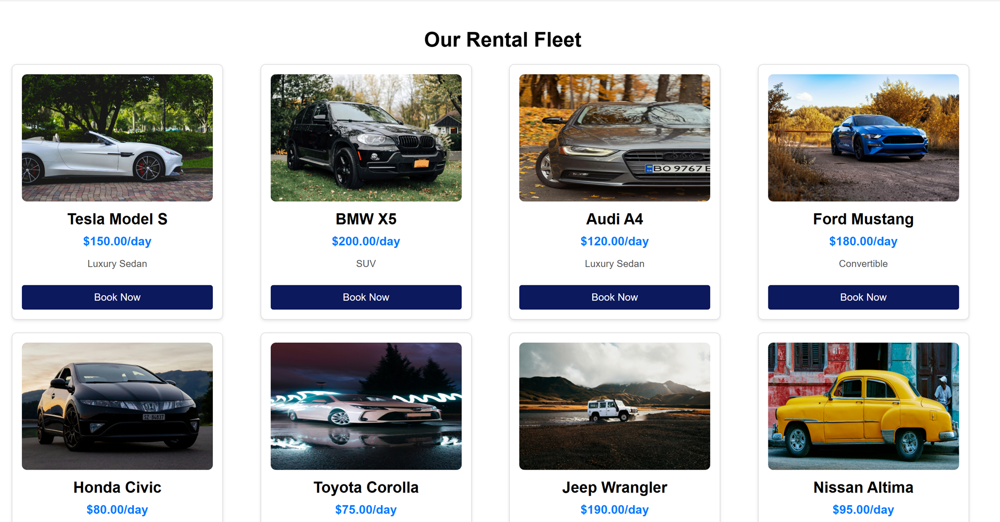 Our Rental Fleet
BO 9767 E
UA
Tesla Model S
BMW X5
Audi A4
Ford Mustang
$150.00/day
$200.00/day
$120.00/day
$180.00/day
Luxury Sedan
SUV
Luxury Sedan
Convertible
Book Now
Book Now
Book Now
Book Now
617
SZ·84837
Honda Civic
Toyota Corolla
Jeep Wrangler
Nissan Altima
$80.00/day
$75.00/day
$190.00/day
$95.00/day